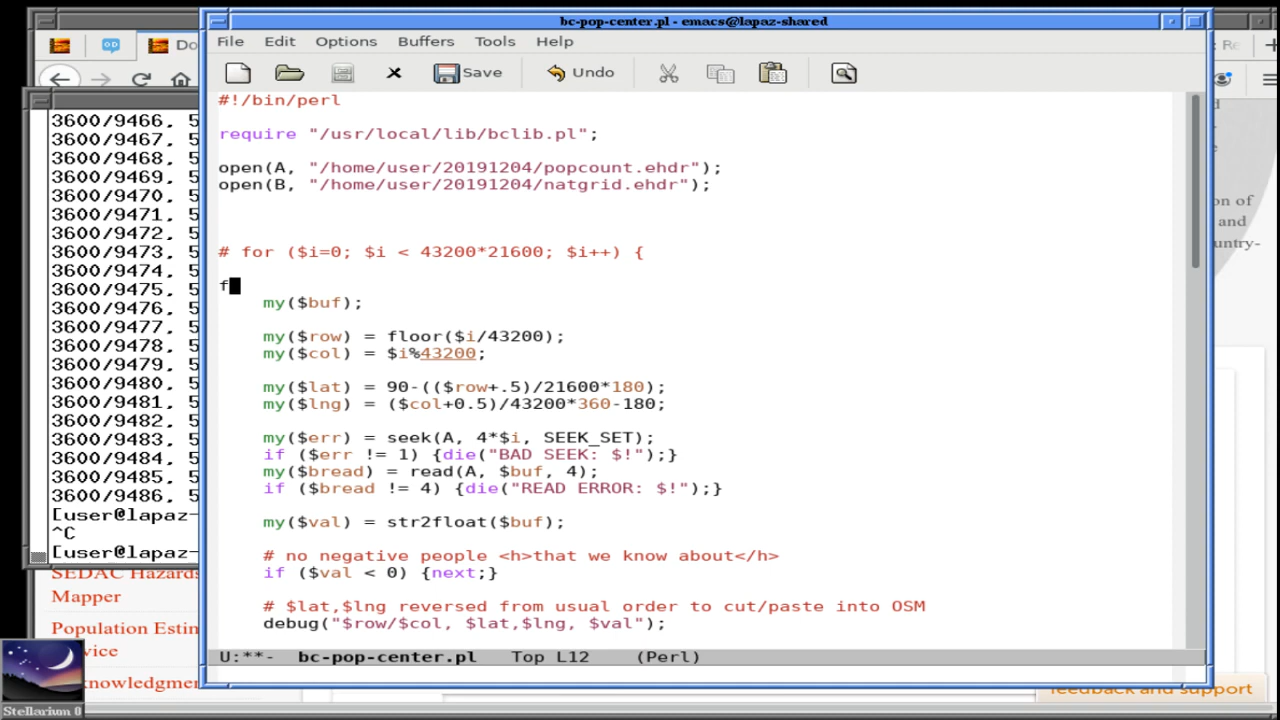 bc-pop-center.pl - emacs@lapaz-shared
File Edit Options Buffers Tools Help
Save Undo
#!/bin/perl
require "/usr/local/lib/bclib.pl";
open(A, "/home/user/20191204/popcount.ehdr");
open(B, "/home/user/20191204/natgrid.ehdr");
# for ($i=0; $i < 43200*21600; $i++) {
f
my($buf);
my($row) = floor($i/43200);
my($col) = $i%43200;
my($lat) = 90-(($row+.5)/21600*180);
my($lng) = ($col+0.5)/43200*360-180;
my($err) = seek(A, 4*$i, SEEK_SET);
if ($err != 1) {die("BAD SEEK: $!");}
my($bread) = read(A, $buf, 4);
if ($bread != 4) {die("READ ERROR: $!");}
my($val) = str2float($buf);
# no negative people <h>that we know about</h>
if ($val < 0) {next;}
# $lat,$lng reversed from usual order to cut/paste into OSM
debug("$row/$col, $lat,$lng, $val");
U:**- bc-pop-center.pl Top L12 (Perl)
Do
3600/9466, 5
3600/9467, 5
3600/9468, 5
3600/9469, 5
3600/9470, 5
3600/9471, 5
3600/9472, 5
3600/9473, 5
3600/9474, 5
3600/9475, 5
3600/9476, 5
3600/9477, 5
3600/9478, 5
3600/9479, 5
3600/9480, 5
3600/9481, 5
3600/9482, 5
3600/9483, 5
3600/9484, 5
3600/9485, 5
3600/9486, 5
[user@lapaz-
^C
[user@lapaz-
SEDAC Hazards
Mapper
Population Estin
vice
knowledgmer
Stellarium 0
Re
on of
and
untry-
feedback and support